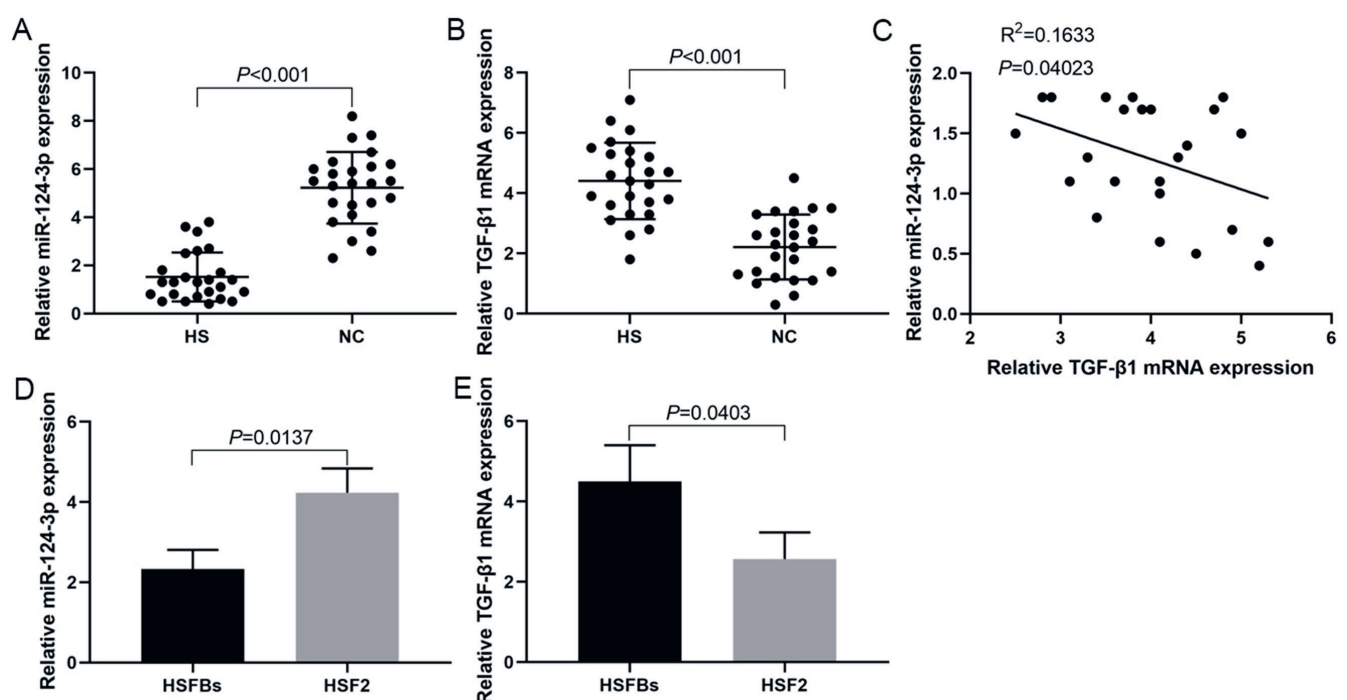 A
Relative miR-124-3p expression
P<0.001
10
8
6
4
2
0
HS
NC
B
Relative TGF-β1 mRNA expression
P<0.001
8
6
4
2
0
HS
NC
C
R²=0.1633
P=0.04023
Relative miR-124-3p expression
2.0
1.5
1.0
0.5
0.0
2
3
4
5
6
Relative TGF-β1 mRNA expression
D
Relative miR-124-3p expression
P=0.0137
6
4
2
0
HSFBs
HSF2
E
Relative TGF-β1 mRNA expression
P=0.0403
6
4
2
0
HSFBs
HSF2